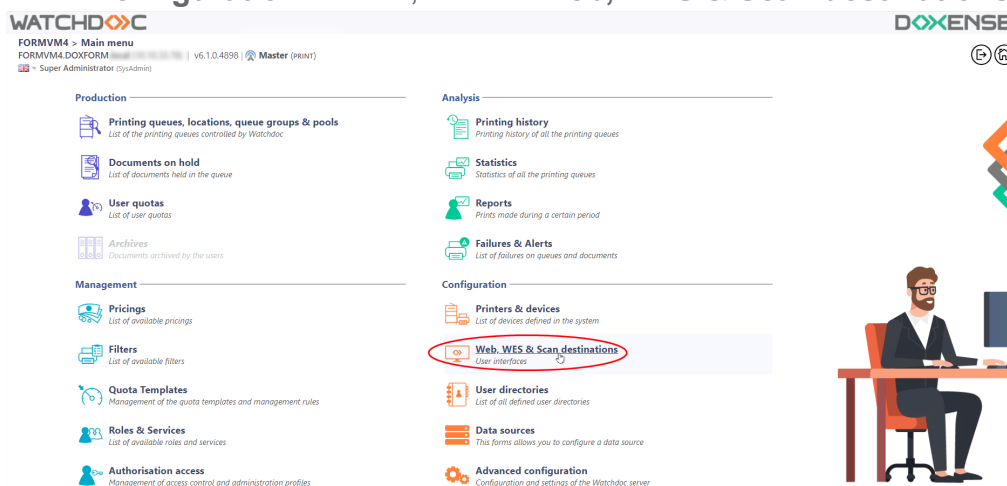 WATCHDOC
DOXENSE
FORMVM4 > Main menu
FORMVM4.DOXFORM | v6.1.0.4898 | Master (PRINT)
Super Administrator (SysAdmin)
Production
Printing queues, locations, queue groups & pools
List of the printing queues controlled by Watchdoc
Documents on hold
List of documents held in the queue
User quotas
List of user quotas
Archives
Documents archived by the users
Management
Pricings
List of available pricings
Filters
List of available filters
Quota Templates
Management of the quota templates and management rules
Roles & Services
List of available roles and services
Authorisation access
Management of access control and administration profiles
Analysis
Printing history
Printing history of all the printing queues
Statistics
Statistics of all the printing queues
Reports
Prints made during a certain period
Failures & Alerts
List of failures on queues and documents
Configuration
Printers & devices
List of devices defined in the system
Web, WES & Scan destinations
User interfaces
User directories
List of all defined user directories
Data sources
This forms allows you to configure a data source
Advanced configuration
Configuration and settings of the Watchdoc server